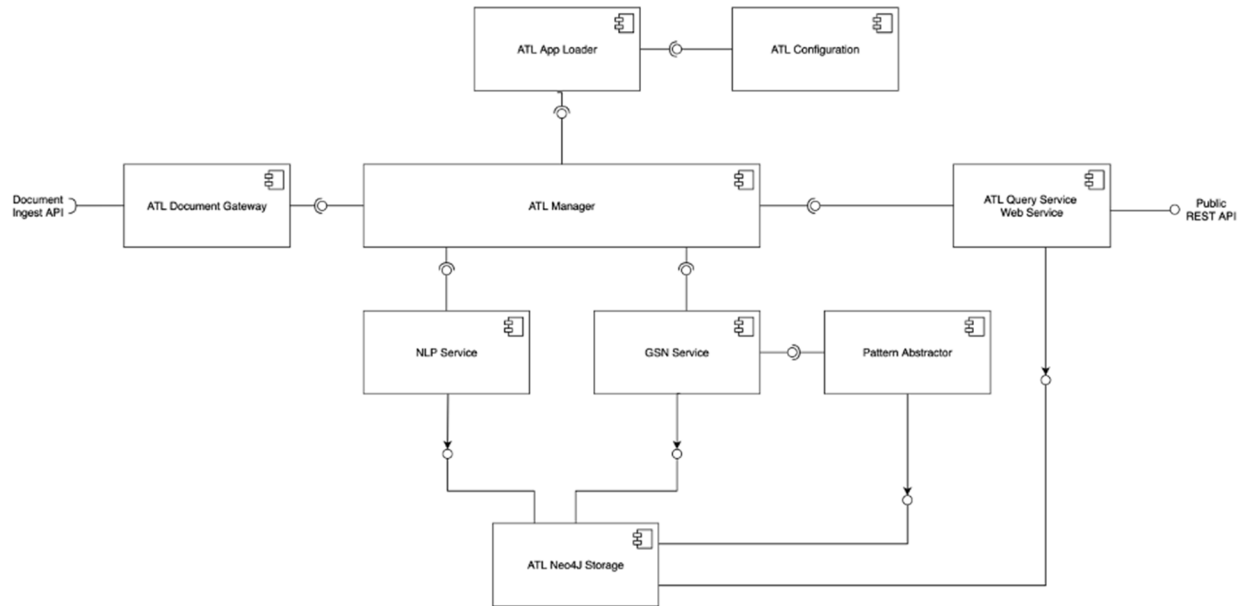 ATL App Loader
ATL Configuration
Document
Ingest API
ATL Document Gateway
ATL Manager
ATL Query Service
Web Service
Public
REST API
NLP Service
GSN Service
Pattern Abstractor
ATL Neo4J Storage